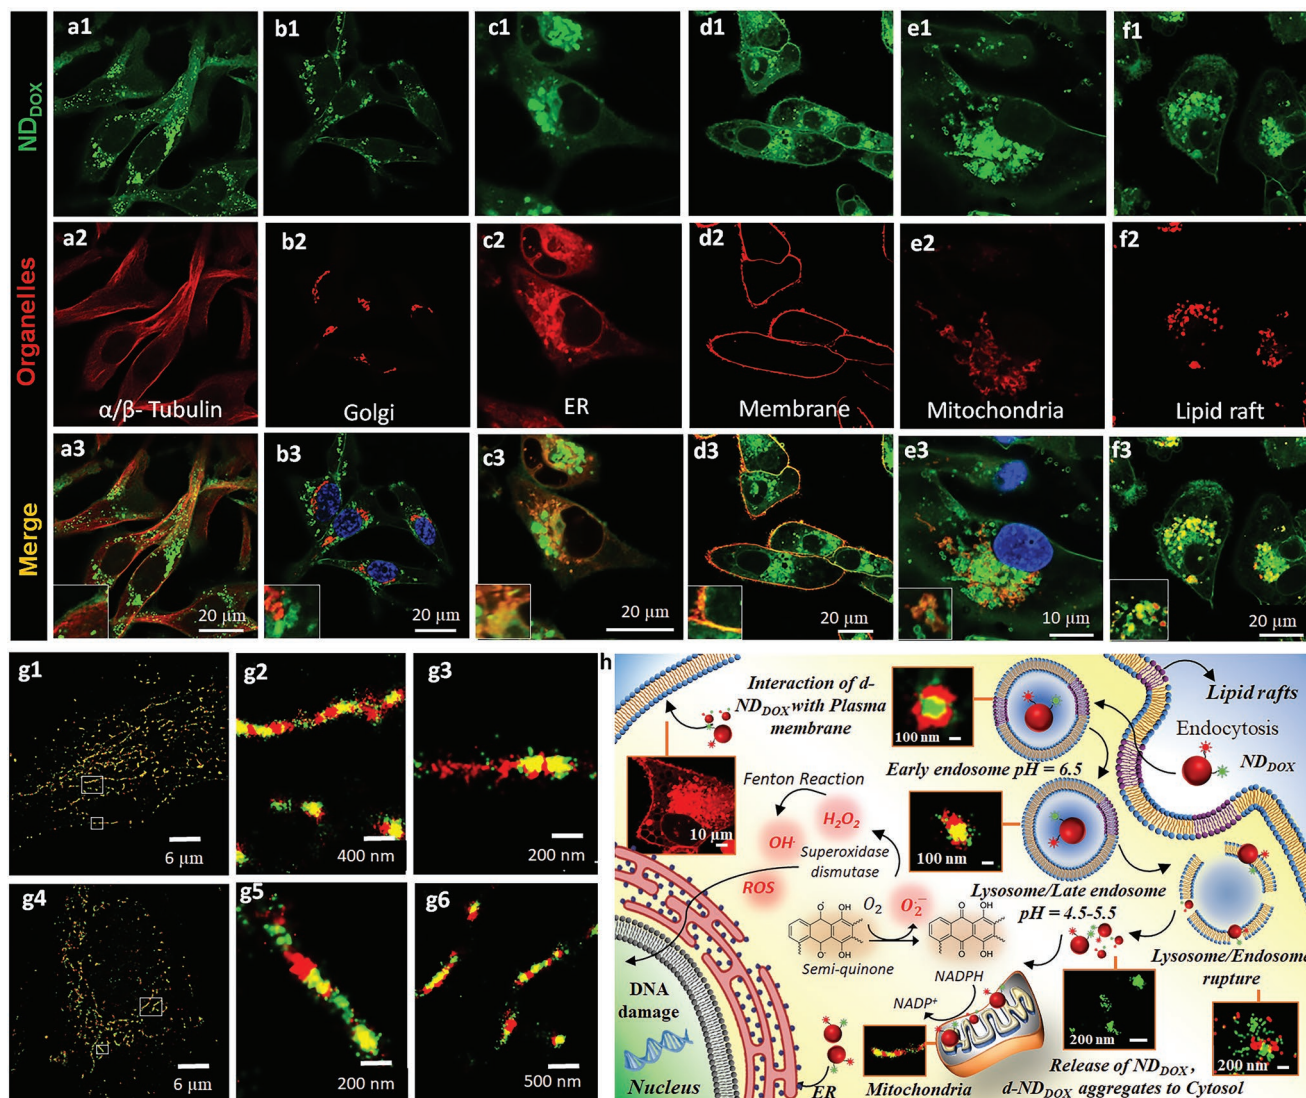 a1
b1
c1
d1
e1
f1
ND_DOX
a2
b2
c2
d2
e2
f2
Organelles
α/β- Tubulin
Golgi
ER
Membrane
Mitochondria
Lipid raft
a3
b3
c3
d3
e3
f3
Merge
20 µm
20 µm
20 µm
20 µm
10 µm
20 µm
g1
g2
g3
6 µm
400 nm
200 nm
g4
g5
g6
6 µm
200 nm
500 nm
h
Interaction of d-
ND_DOX with Plasma
membrane
10 µm
100 nm
Early endosome pH = 6.5
Lipid rafts
Endocytosis
ND_DOX
Fenton Reaction
H2O2
OH·
ROS
Superoxidase
dismutase
100 nm
Lysosome/Late endosome
pH = 4.5-5.5
O2
O2·−
O·
OH
O−
OH
O
OH
O
OH
Semi-quinone
NADPH
NADP+
Lysosome/Endosome
rupture
200 nm
200 nm
Release of ND_DOX ,
d-ND_DOX aggregates to Cytosol
DNA
damage
Nucleus
ER
Mitochondria